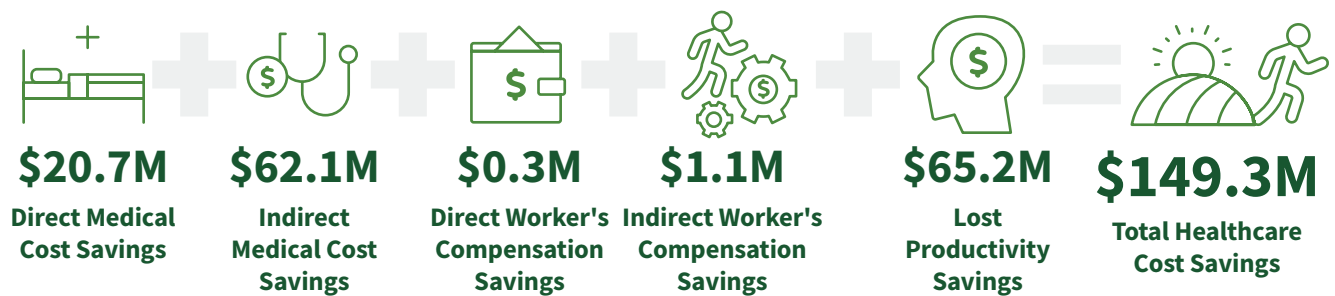 $20.7M
Direct Medical
Cost Savings
$62.1M
Indirect
Medical Cost
Savings
$0.3M
Direct Worker's
Compensation
Savings
$1.1M
Indirect Worker's
Compensation
Savings
$65.2M
Lost
Productivity
Savings
$149.3M
Total Healthcare
Cost Savings